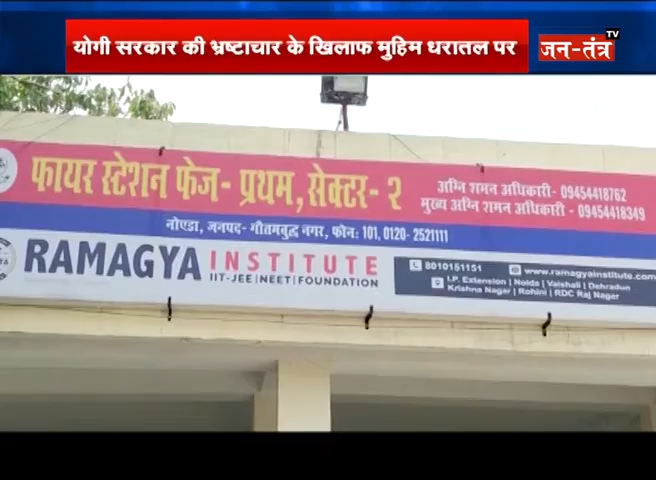 योगी सरकार की भ्रष्टाचार के खिलाफ मुहिम धरातल पर
जन-तंत्र TV
फायर स्टेशन फेज- प्रथम, सेक्टर- २
अग्नि शमन अधिकारी- 09454418762
मुख्य अग्नि शमन अधिकारी - 09454418349
नोएडा, जनपद- गौतमबुद्ध नगर, फोन: 101, 0120- 2521111
RAMAGYA INSTITUTE
IIT-JEE|NEET|FOUNDATION
8010151151 www.ramagyainstitute.com
I.P. Extension | Noida | Vaishali | Dehradun
Krishna Nagar | Rohini | RDC Raj Nagar